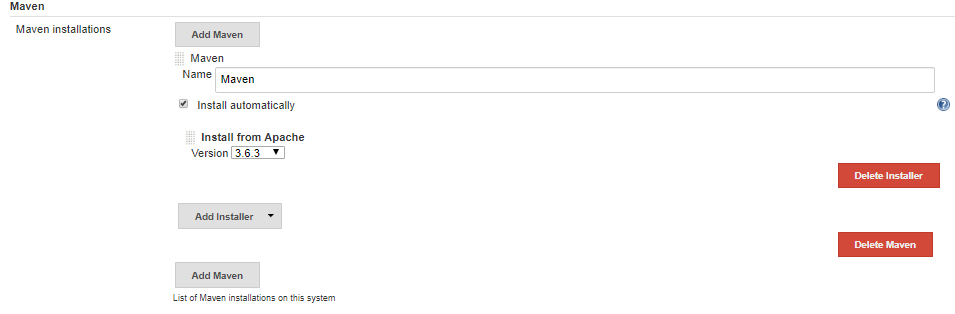 Maven
Maven installations
Add Maven
Maven
Name Maven
Install automatically
Install from Apache
Version 3.6.3
Delete Installer
Add Installer
Delete Maven
Add Maven
List of Maven installations on this system